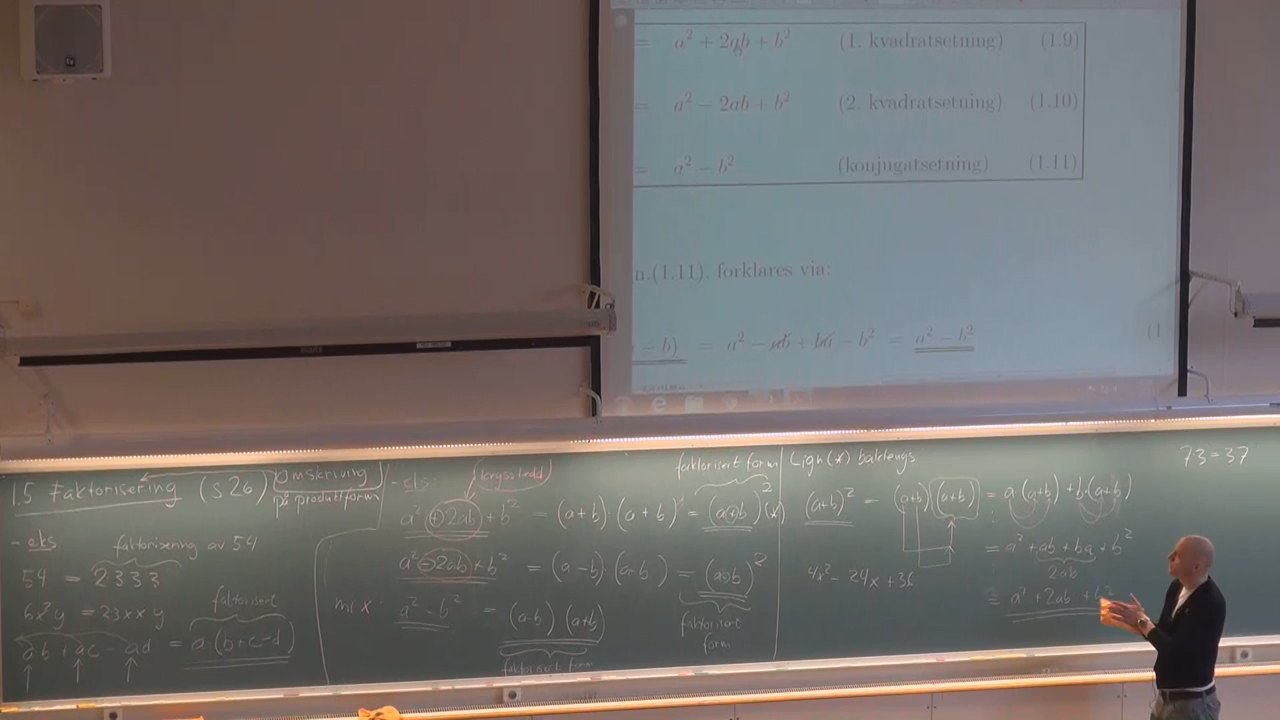 = a² + 2ab + b² (1. kvadratsetning) (1.9)
= a² − 2ab + b² (2. kvadratsetning) (1.10)
= a² − b² (konjugatsetning) (1.11)
n.(1.11), forklares via:
− b) = a² − ab + ba − b² = a² − b² (1
1.5 Faktorisering (s 26)
Omskrivning
på produktform
- eks
faktorisering av 54
54 = 2 3 3 3
6x²y = 2 3 x x y
faktorisert
ab + ac − ad = a·(b+c−d)
- eks:
faktorisert form
a² + 2ab + b² = (a+b)·(a+b) = (a+b)² (*)
a² − 2ab + b² = (a−b)·(a−b) = (a−b)²
mix: a² − b² = (a−b)(a+b)
faktorisert form
faktorisert
form
Lign (*) baklengs
73 = 37
(a+b)² = (a+b)(a+b) = a·(a+b) + b·(a+b)
= a² + ab + ba + b²
2ab
4x² − 24x + 36
= a² + 2ab + b²